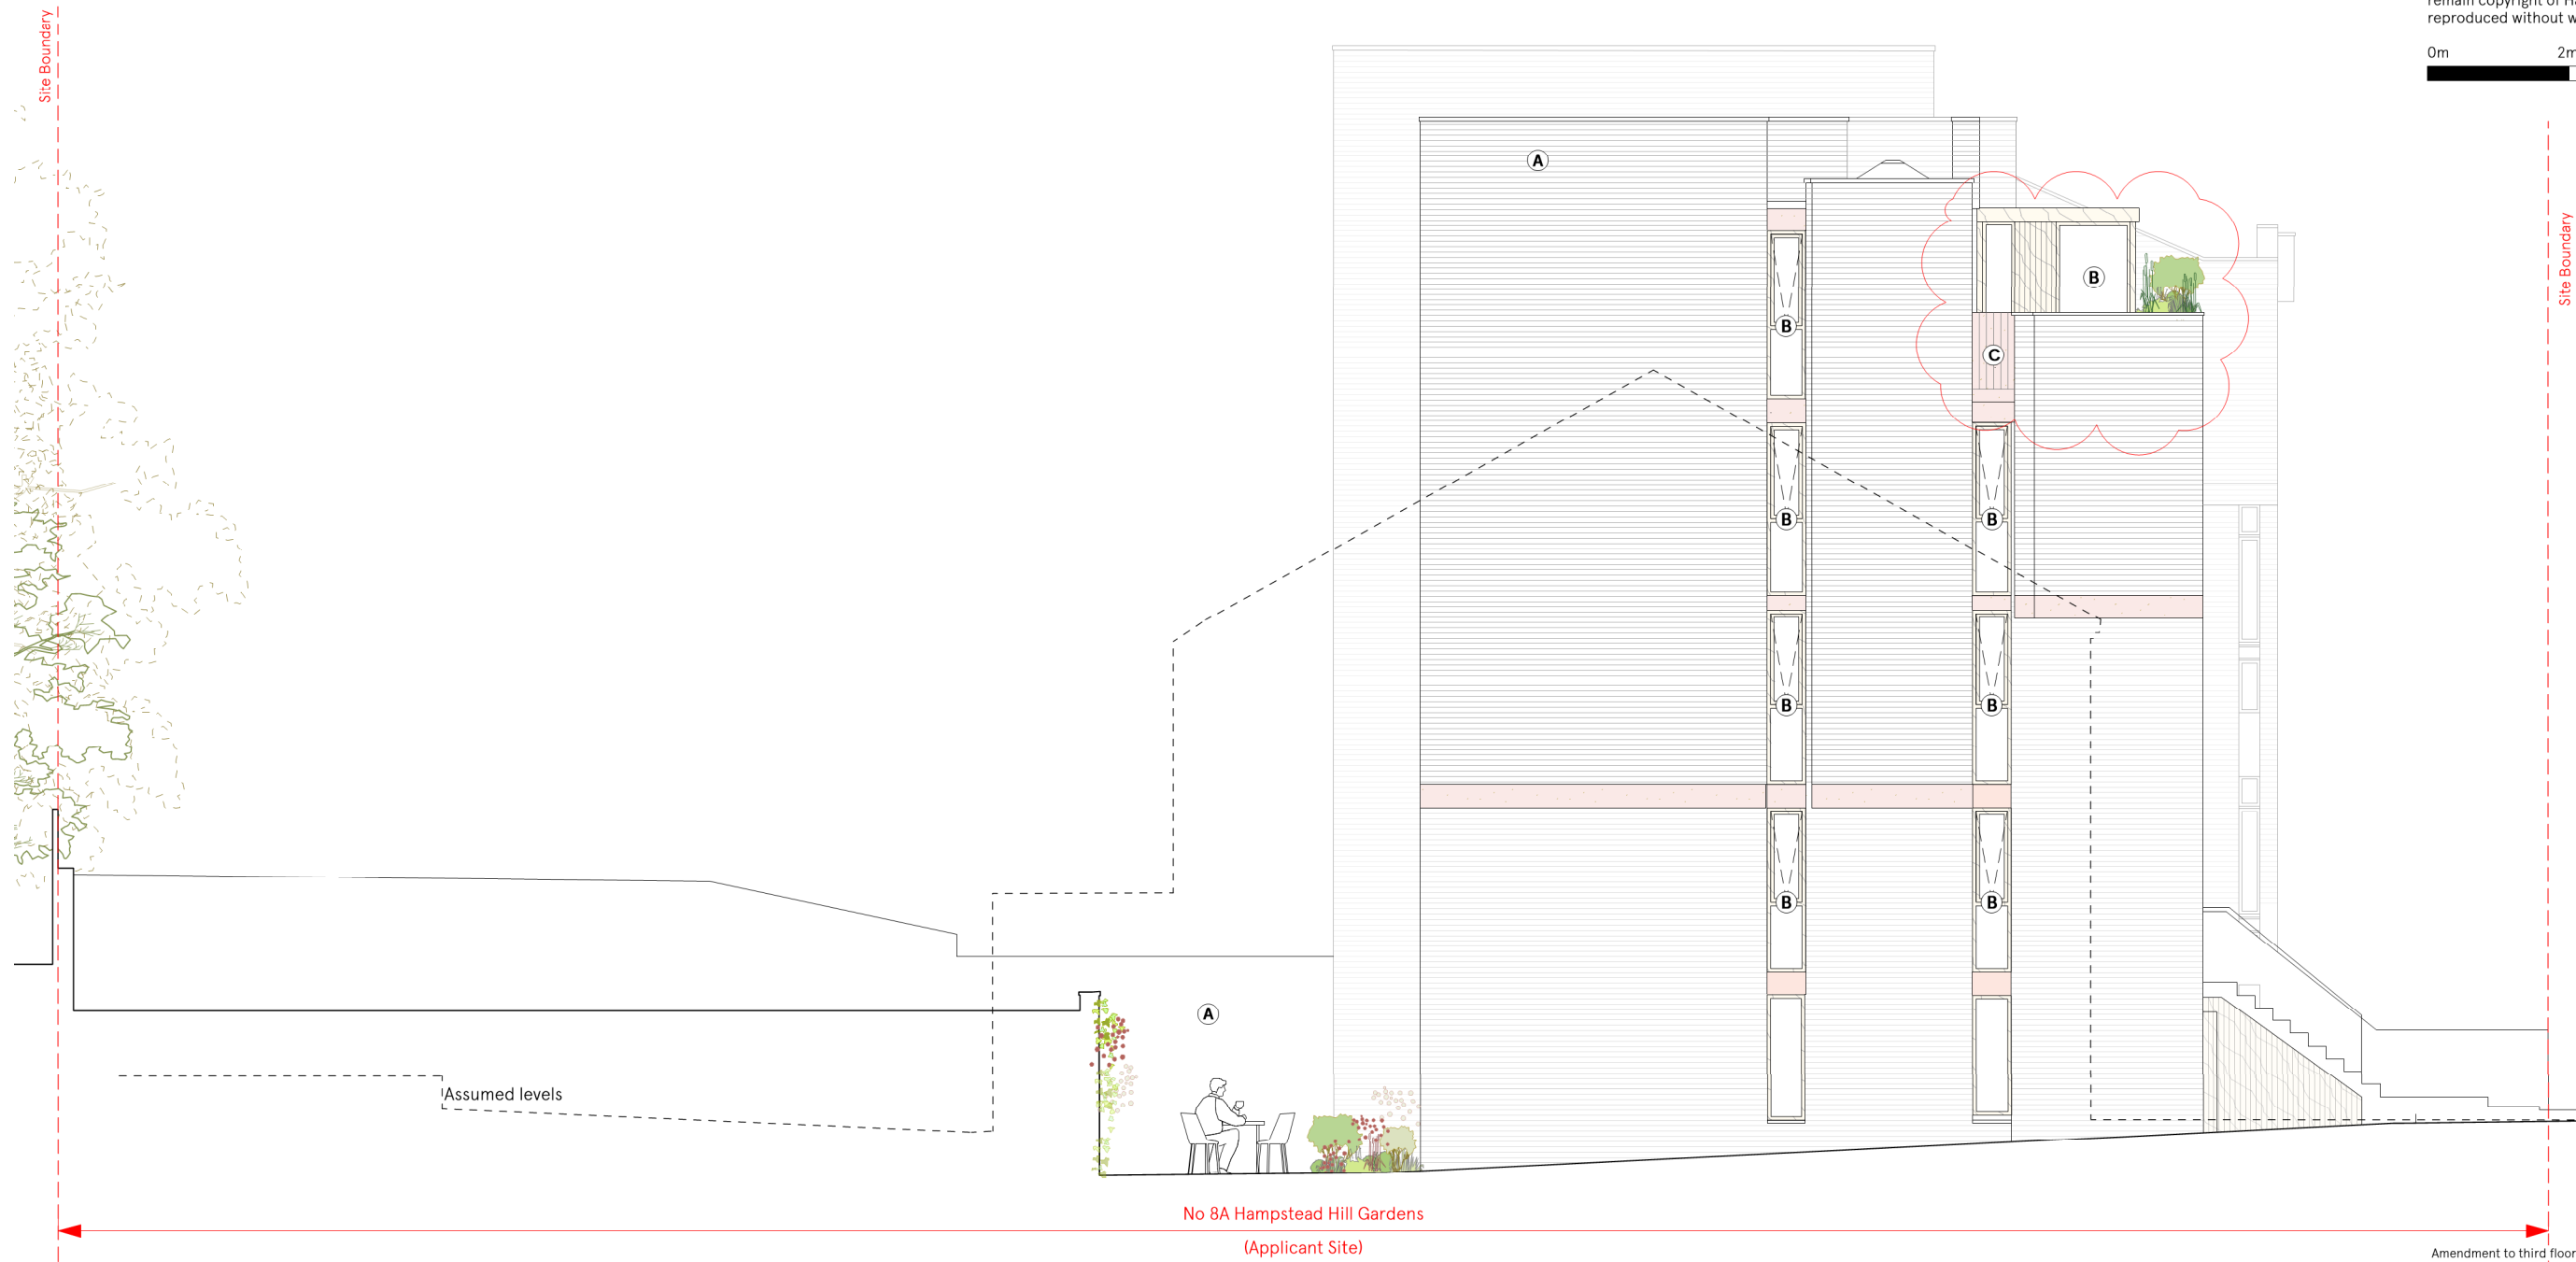 reproduced without
0m 2m
Site Boundary
Site Boundary
A
B
B
C
B
B
B
B
B
B
A
Assumed levels
No 8A Hampstead Hill Gardens
(Applicant Site)
Amendment to third floor